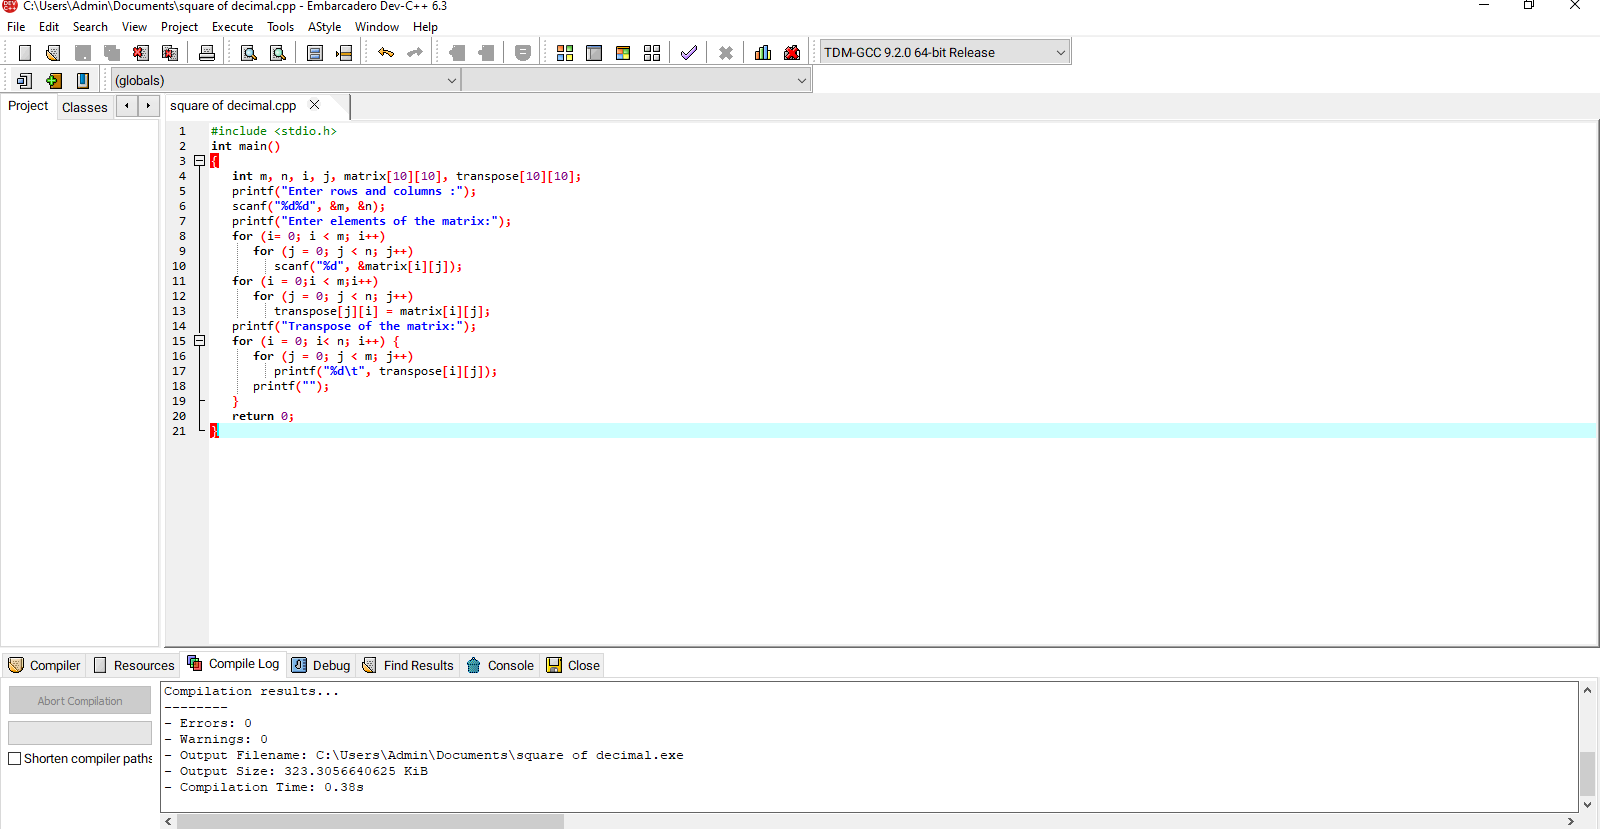 C:\Users\Admin\Documents\square of decimal.cpp - Embarcadero Dev-C++ 6.3
File Edit Search View Project Execute Tools AStyle Window Help
TDM-GCC 9.2.0 64-bit Release
(globals)
Project Classes square of decimal.cpp
1 #include <stdio.h>
2 int main()
3 {
4 int m, n, i, j, matrix[10][10], transpose[10][10];
5 printf("Enter rows and columns :");
6 scanf("%d%d", &m, &n);
7 printf("Enter elements of the matrix:");
8 for (i= 0; i < m; i++)
9 for (j = 0; j < n; j++)
10 scanf("%d", &matrix[i][j]);
11 for (i = 0;i < m;i++)
12 for (j = 0; j < n; j++)
13 transpose[j][i] = matrix[i][j];
14 printf("Transpose of the matrix:");
15 for (i = 0; i< n; i++) {
16 for (j = 0; j < m; j++)
17 printf("%d\t", transpose[i][j]);
18 printf("");
19 }
20 return 0;
21 }
Compiler Resources Compile Log Debug Find Results Console Close
Abort Compilation
Shorten compiler paths
Compilation results...
--------
- Errors: 0
- Warnings: 0
- Output Filename: C:\Users\Admin\Documents\square of decimal.exe
- Output Size: 323.3056640625 KiB
- Compilation Time: 0.38s